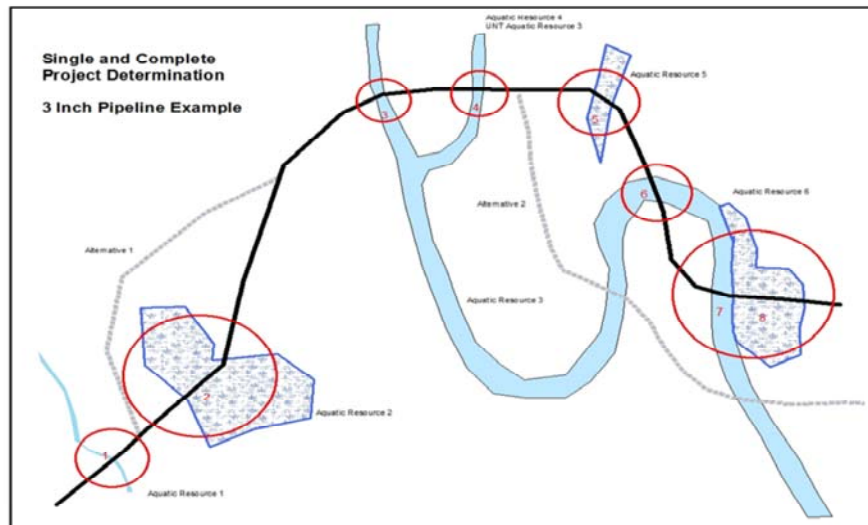 Aquatic Resource 4
UNT Aquatic Resource 3
Single and Complete
Project Determination
3 Inch Pipeline Example
Aquatic Resource 5
3
4
5
6
Aquatic Resource 6
Alternative 2
Alternative 1
Aquatic Resource 3
7
8
2
Aquatic Resource 2
1
Aquatic Resource 1